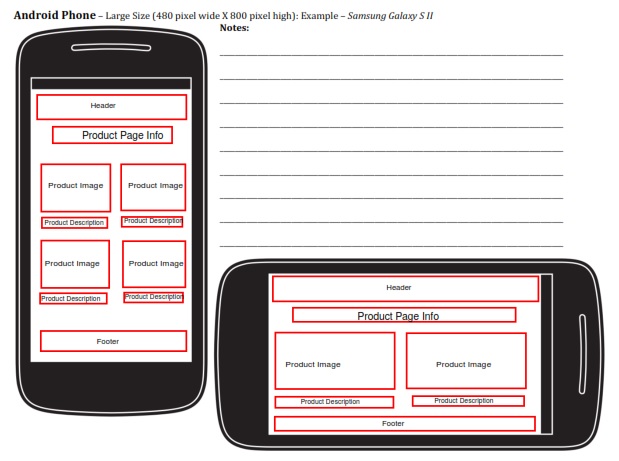 Android Phone – Large Size (480 pixel wide X 800 pixel high): Example – Samsung Galaxy S II
Notes:
Header
Product Page Info
Product Image Product Image
Product Description Product Description
Product Image Product Image
Product Description Product Description
Footer
Header
Product Page Info
Product Image Product Image
Product Description Product Description
Footer